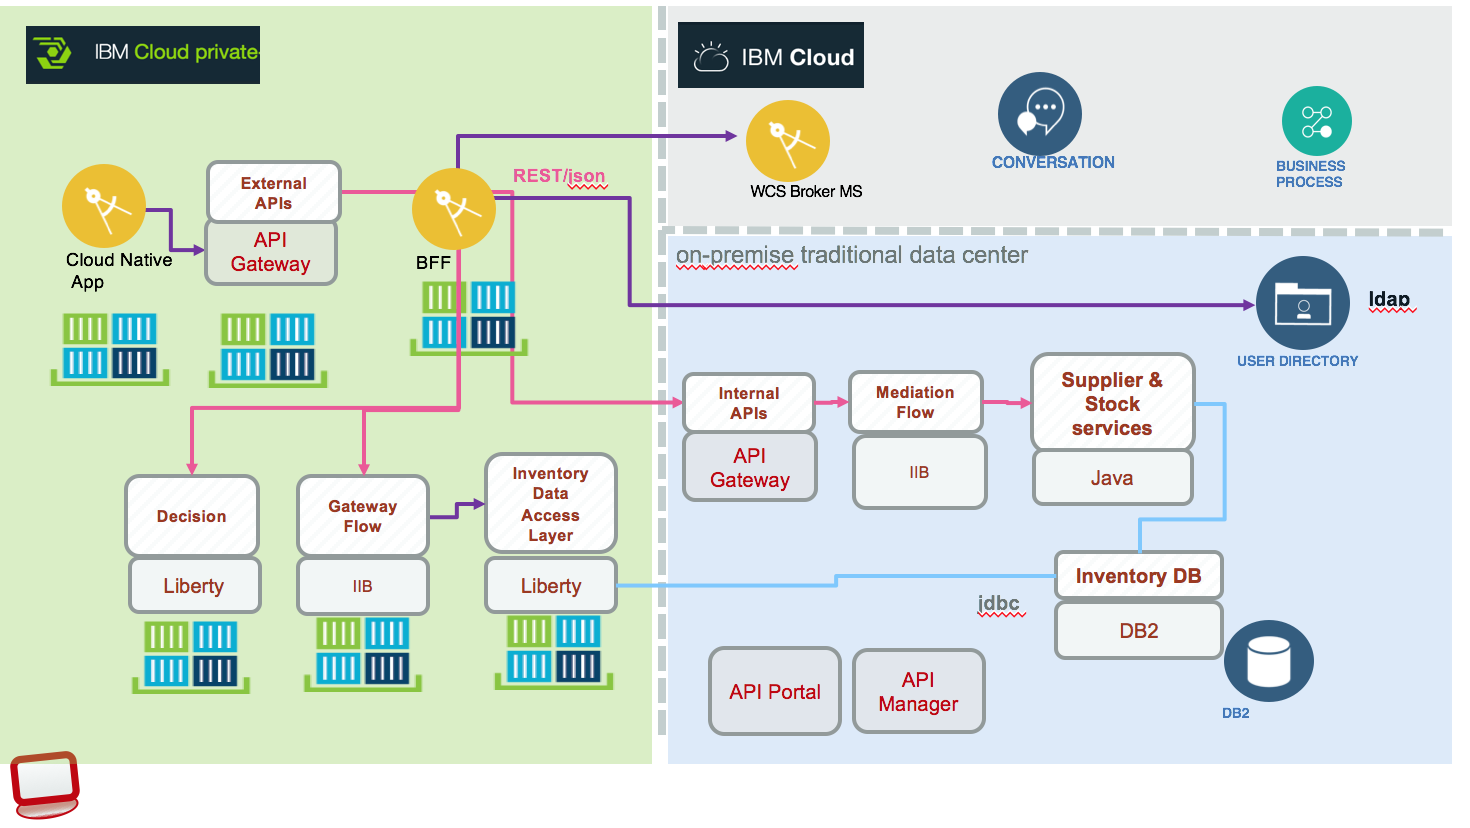 IBM Cloud private
IBM Cloud
WCS Broker MS
CONVERSATION
BUSINESS
PROCESS
External
APIs
API
Gateway
Cloud Native
App
BFF
REST/json
on-premise traditional data center
ldap
USER DIRECTORY
Internal
APIs
API
Gateway
Mediation
Flow
IIB
Supplier &
Stock
services
Java
Decision
Liberty
Gateway
Flow
IIB
Inventory
Data
Access
Layer
Liberty
jdbc
Inventory DB
DB2
API Portal
API
Manager
DB2